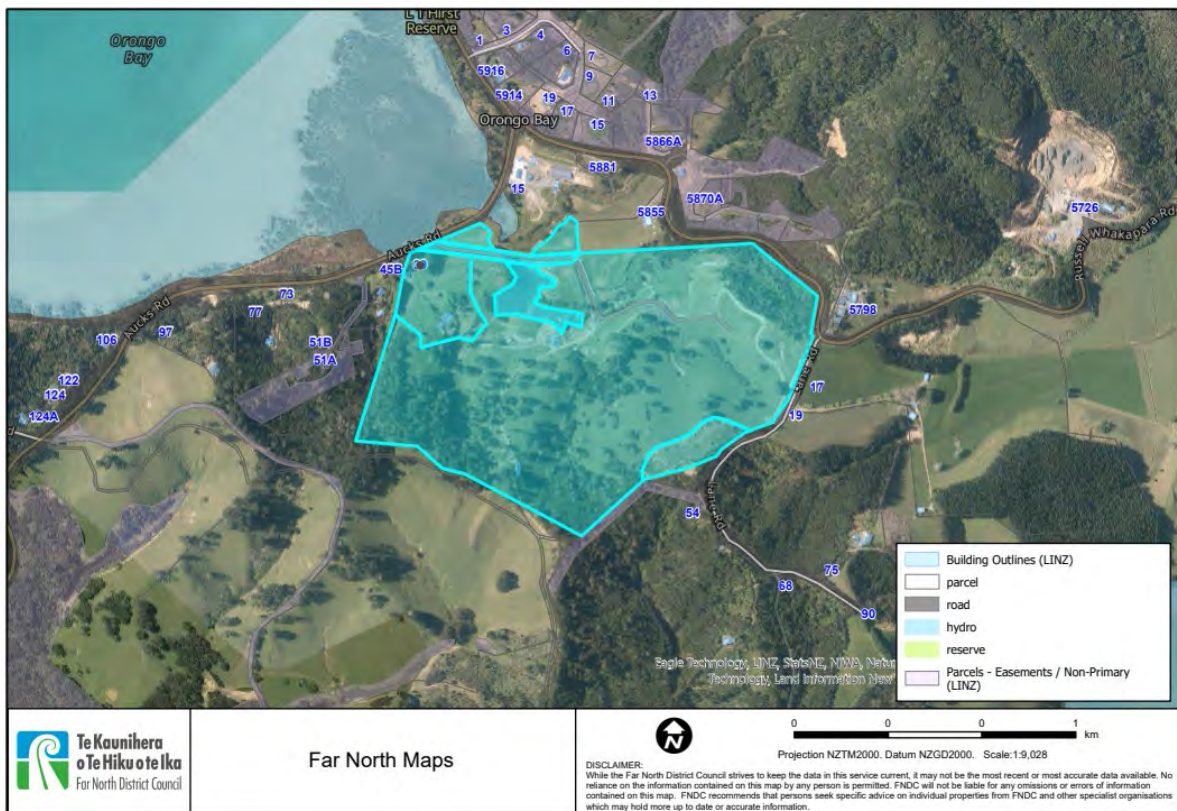 L T Hirst
Reserve
Orongo
Bay
1
3
4
6
7
9
5916
5914
19
17
11
13
15
Orongo Bay
5866A
5881
15
5870A
5855
5726
Russell Whakapara Rd
Aucks Rd
45B
73
77
97
106
Aucks Rd
51B
51A
122
124
124A
5798
Jane Rd
17
19
54
Jane Rd
75
68
90
Eagle Technology, LINZ, StatsNZ, NIWA, Natur
Technology, Land Information New
Building Outlines (LINZ)
parcel
road
hydro
reserve
Parcels - Easements / Non-Primary
(LINZ)
Te Kaunihera
o Te Hiku o te Ika
Far North District Council
Far North Maps
N
0 0 0 1
km
Projection NZTM2000. Datum NZGD2000. Scale:1:9,028
DISCLAIMER:
While the Far North District Council strives to keep the data in this service current, it may not be the most recent or most accurate data available. No
reliance on the information contained on this map by any person is permitted. FNDC will not be liable for any omissions or errors of information
contained on this map. FNDC recommends that persons seek specific advice on individual properties from FNDC and other specialist organisations
which may hold more up to date or accurate information.